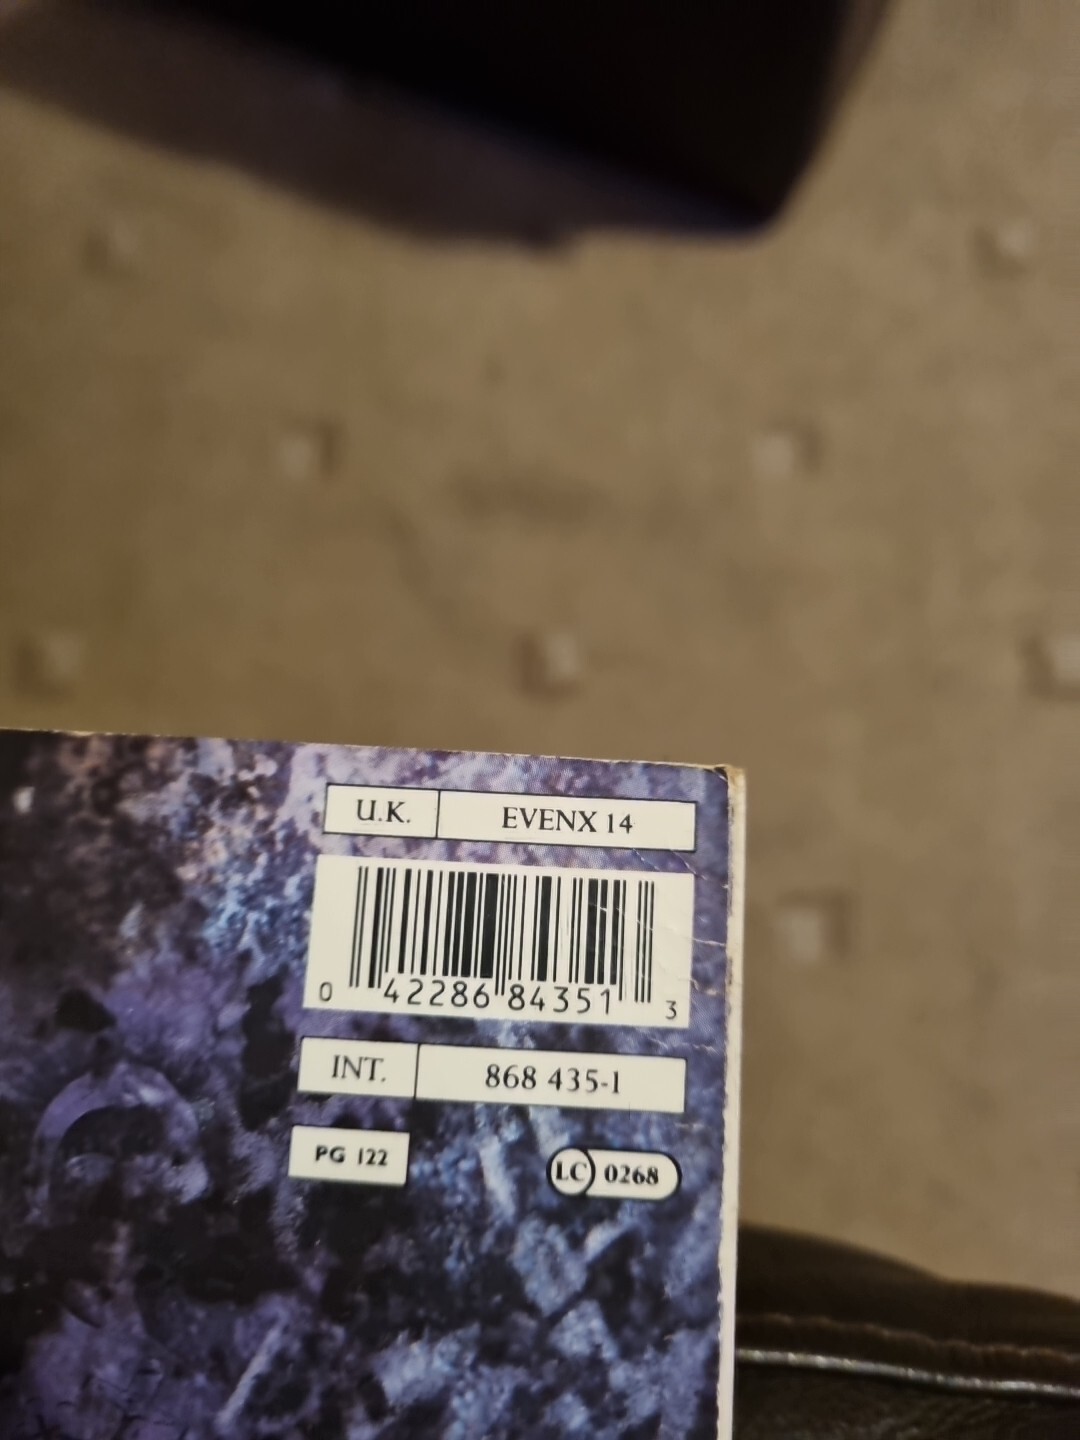 U.K. EVENX 14
0 42286 84351 3
INT. 868 435-1
PG 122 LC 0268